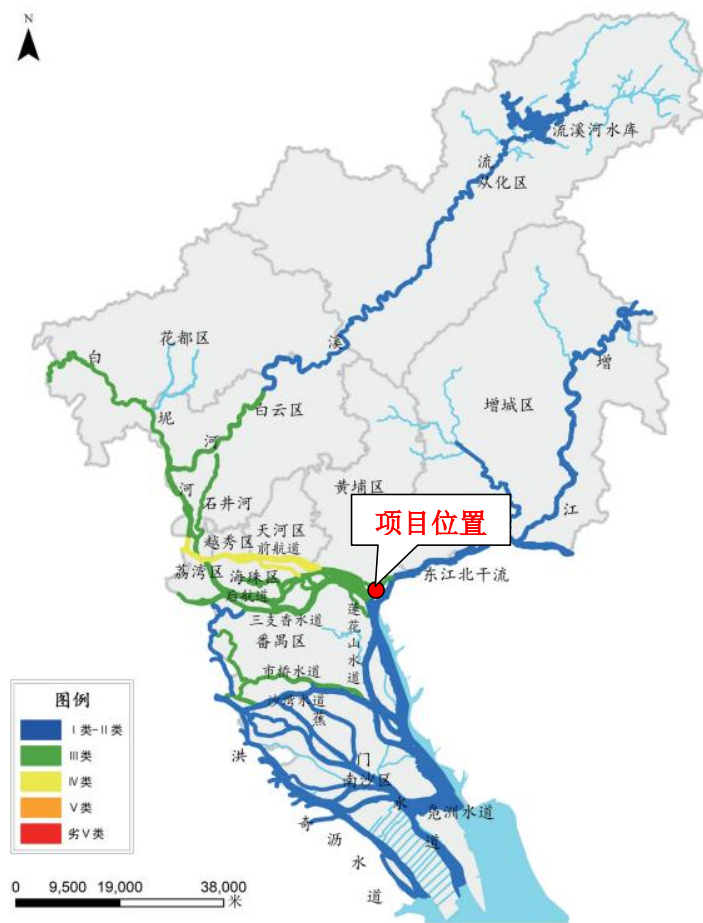 N
流溪河水库
流
从化区
溪
花都区
白
增
增城区
白云区
坭
河
黄埔区
河
石井河
江
项目位置
天河区
越秀区
前航道
荔湾区
海珠区
东江北干流
后航道
莲花山水道
三支香水道
番禺区
市桥水道
沙湾水道
蕉
洪
门
南沙区
水
凫洲水道
奇
道
沥
水
道
图例
Ⅰ类-Ⅱ类
Ⅲ类
Ⅳ类
Ⅴ类
劣Ⅴ类
0 9,500 19,000 38,000
米